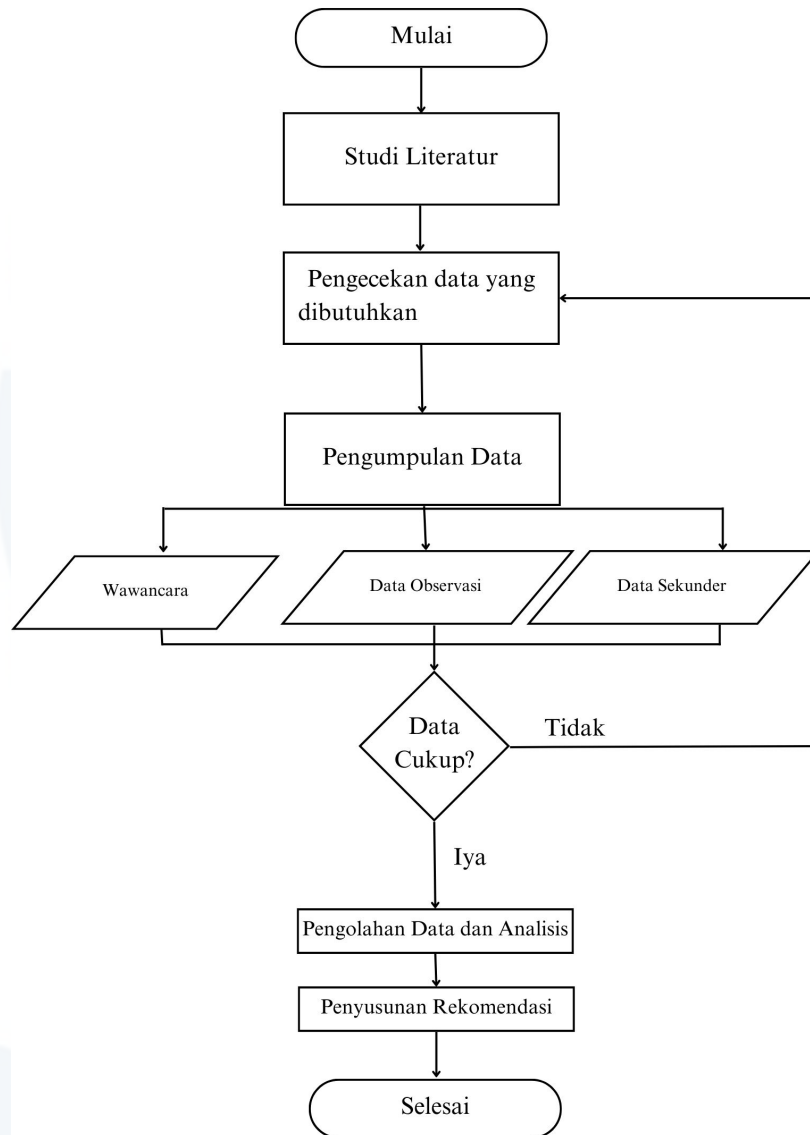 Mulai
Studi Literatur
Pengecekan data yang
dibutuhkan
Pengumpulan Data
Wawancara
Data Observasi
Data Sekunder
Data
Cukup?
Tidak
Iya
Pengolahan Data dan Analisis
Penyusunan Rekomendasi
Selesai